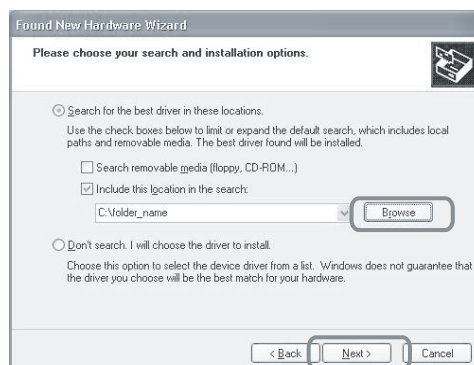 Found New Hardware Wizard
Please choose your search and installation options.
Search for the best driver in these locations.
Use the check boxes below to limit or expand the default search, which includes local
paths and removable media. The best driver found will be installed.
Search removable media (floppy, CD-ROM...)
Include this location in the search:
C:\folder_name
Browse
Don't search. I will choose the driver to install.
Choose this option to select the device driver from a list. Windows does not guarantee that
the driver you choose will be the best match for your hardware.
< Back Next > Cancel